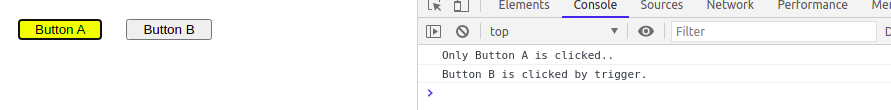 Button A Button B
Elements Console Sources Network Performance
top Filter
Only Button A is clicked..
Button B is clicked by trigger.